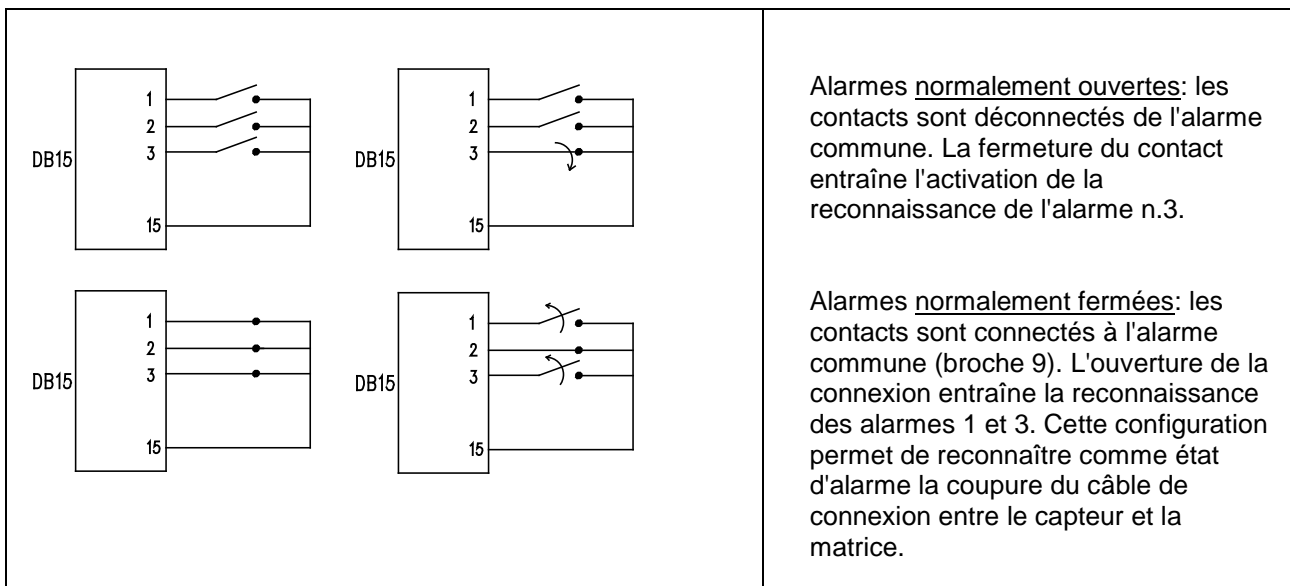 DB15
1
2
3
15
DB15
1
2
3
15
Alarmes normalement ouvertes: les
contacts sont déconnectés de l'alarme
commune. La fermeture du contact
entraîne l'activation de la
reconnaissance de l'alarme n.3.
DB15
1
2
3
15
DB15
1
2
3
15
Alarmes normalement fermées: les
contacts sont connectés à l'alarme
commune (broche 9). L'ouverture de la
connexion entraîne la reconnaissance
des alarmes 1 et 3. Cette configuration
permet de reconnaître comme état
d'alarme la coupure du câble de
connexion entre le capteur et la
matrice.